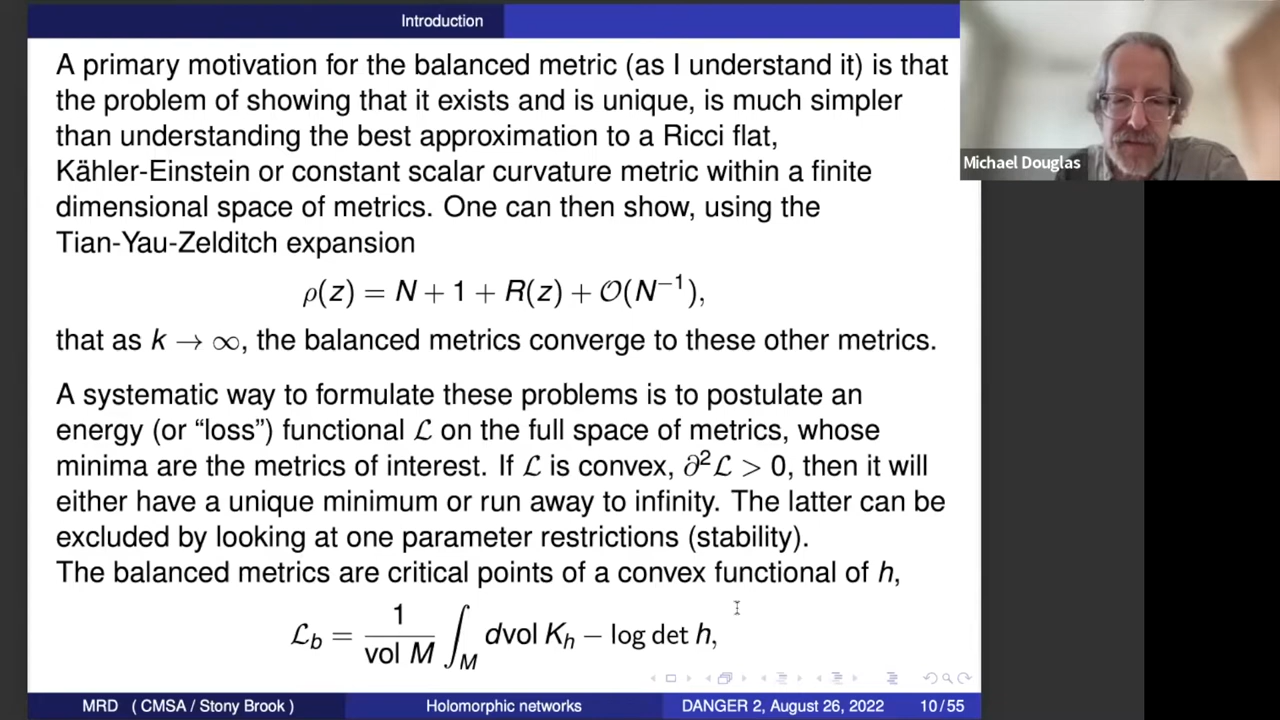 Introduction
A primary motivation for the balanced metric (as I understand it) is that
the problem of showing that it exists and is unique, is much simpler
than understanding the best approximation to a Ricci flat,
Kähler-Einstein or constant scalar curvature metric within a finite
dimensional space of metrics. One can then show, using the
Tian-Yau-Zelditch expansion
ρ(z) = N + 1 + R(z) + 𝒪(N⁻¹),
that as k → ∞, the balanced metrics converge to these other metrics.
A systematic way to formulate these problems is to postulate an
energy (or “loss”) functional ℒ on the full space of metrics, whose
minima are the metrics of interest. If ℒ is convex, ∂²ℒ > 0, then it will
either have a unique minimum or run away to infinity. The latter can be
excluded by looking at one parameter restrictions (stability).
The balanced metrics are critical points of a convex functional of h,
ℒ_b = 1/vol M ∫_M dvol K_h − log det h,
MRD ( CMSA / Stony Brook ) Holomorphic networks DANGER 2, August 26, 2022 10 / 55
Michael Douglas